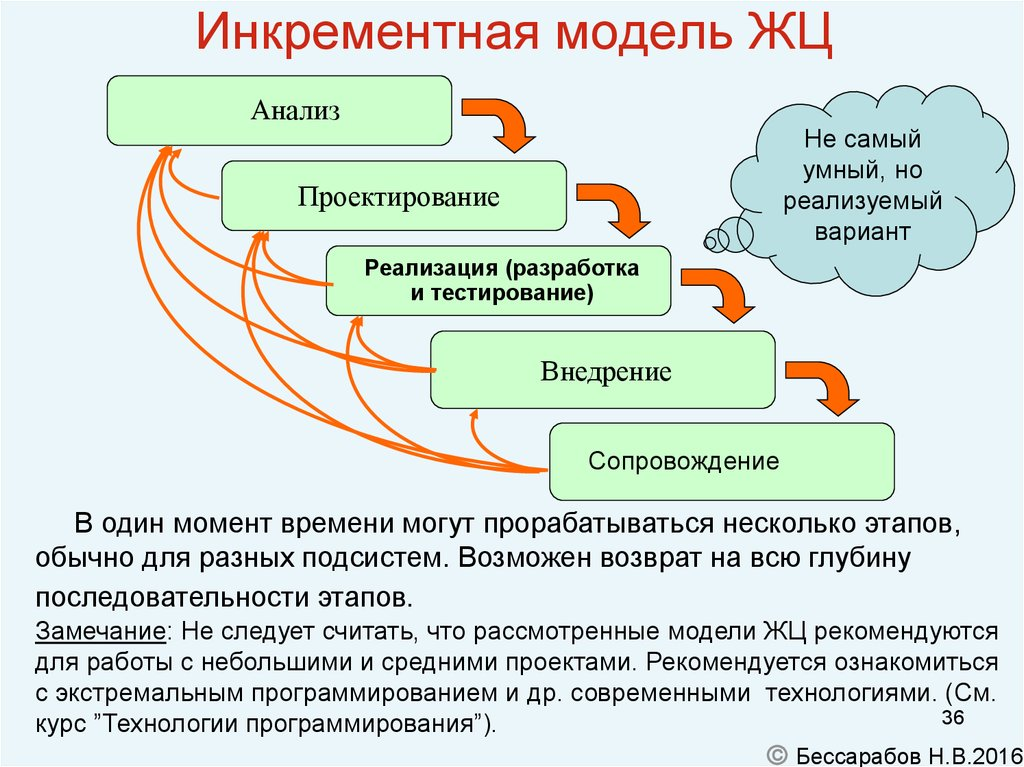 Инкрементная модель ЖЦ
Анализ
Не самый
умный, но
реализуемый
вариант
Проектирование
Реализация (разработка
и тестирование)
Внедрение
Сопровождение
В один момент времени могут прорабатываться несколько этапов,
обычно для разных подсистем. Возможен возврат на всю глубину
последовательности этапов.
Замечание: Не следует считать, что рассмотренные модели ЖЦ рекомендуются
для работы с небольшими и средними проектами. Рекомендуется ознакомиться
с экстремальным программированием и др. современными технологиями. (См.
курс ”Технологии программирования”).
36
© Бессарабов Н.В.2016